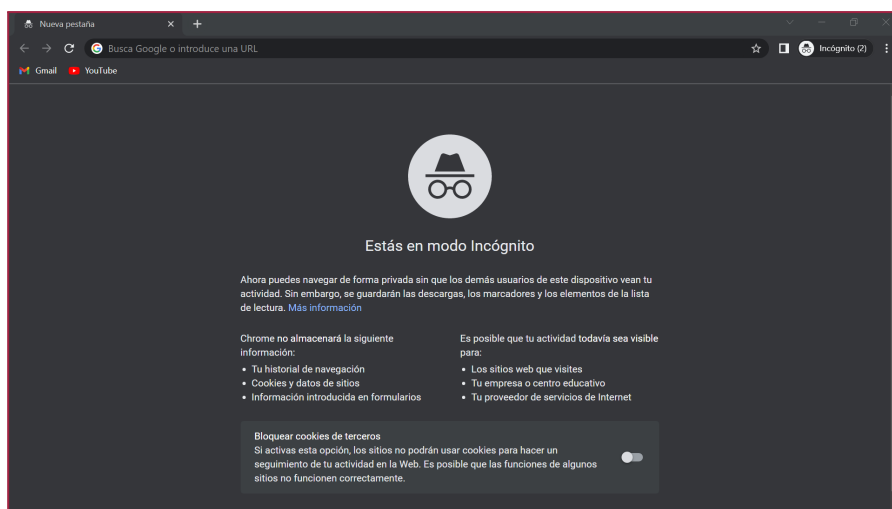 Nueva pestaña
Busca Google o introduce una URL
Incógnito (2)
Gmail
YouTube
Estás en modo Incógnito
Ahora puedes navegar de forma privada sin que los demás usuarios de este dispositivo vean tu
actividad. Sin embargo, se guardarán las descargas, los marcadores y los elementos de la lista
de lectura. Más información
Chrome no almacenará la siguiente
información:
• Tu historial de navegación
• Cookies y datos de sitios
• Información introducida en formularios
Es posible que tu actividad todavía sea visible
para:
• Los sitios web que visites
• Tu empresa o centro educativo
• Tu proveedor de servicios de Internet
Bloquear cookies de terceros
Si activas esta opción, los sitios no podrán usar cookies para hacer un
seguimiento de tu actividad en la Web. Es posible que las funciones de algunos
sitios no funcionen correctamente.